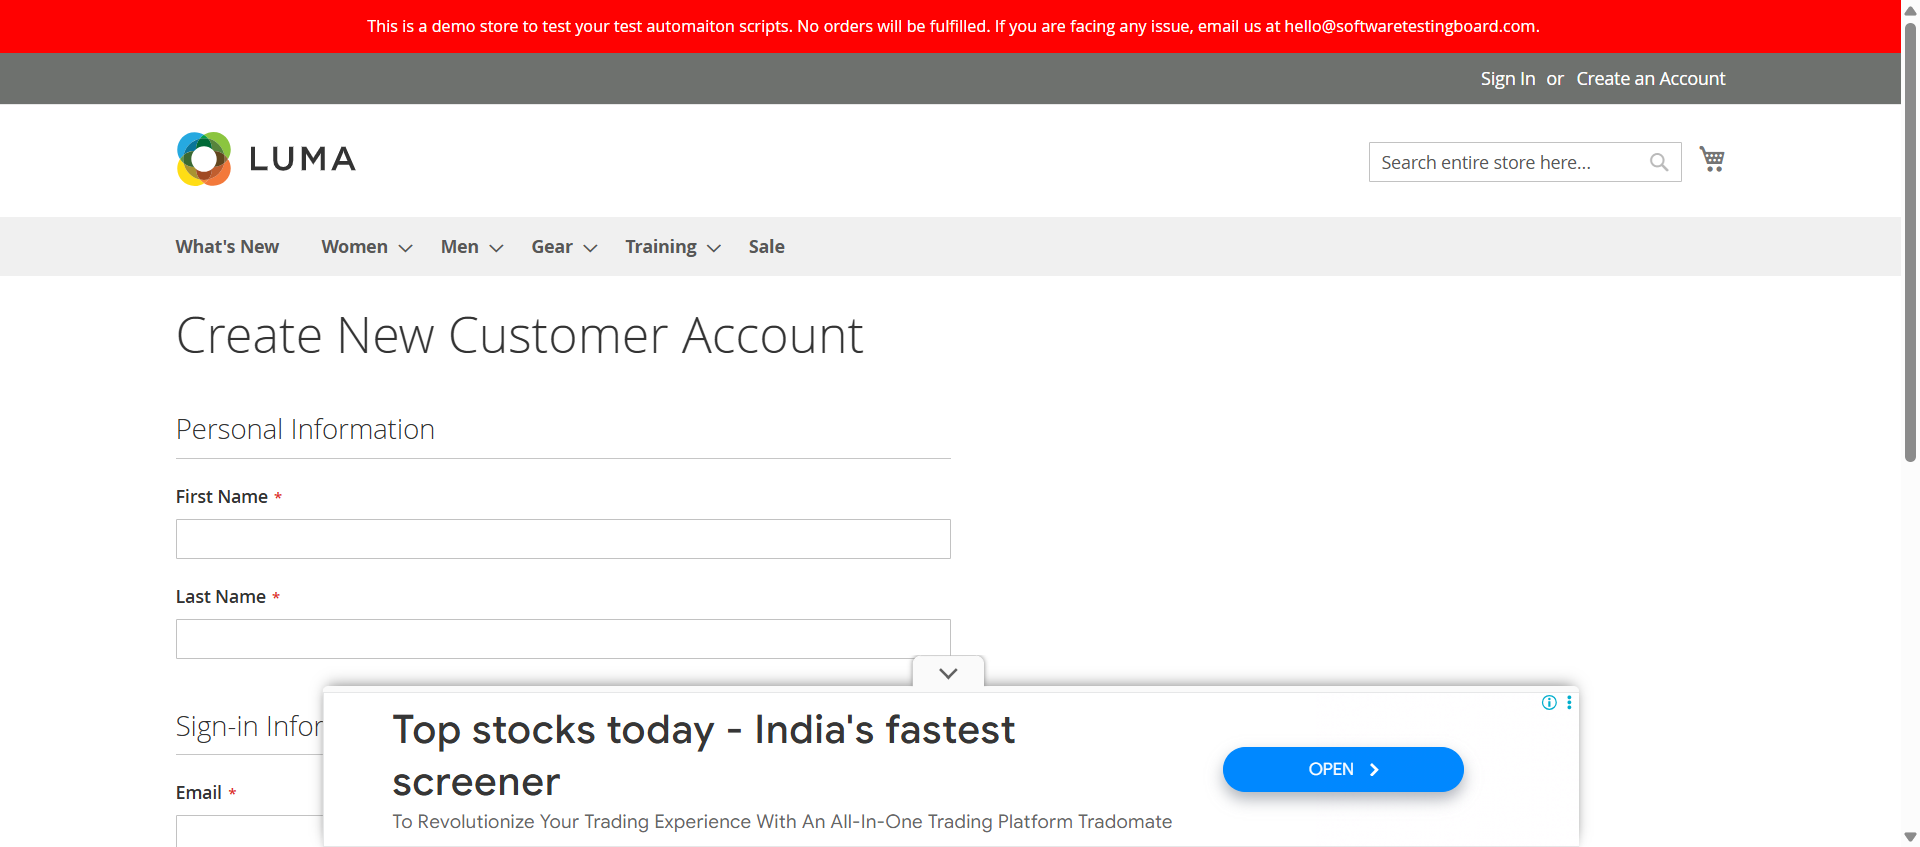 This is a demo store to test your test automaiton scripts. No orders will be fulfilled. If you are facing any issue, email us at hello@softwaretestingboard.com.
Sign In or Create an Account
LUMA
Search entire store here...
What's New Women Men Gear Training Sale
Create New Customer Account
Personal Information
First Name *
Last Name *
Sign-in Infor
Email *
Top stocks today - India's fastest
screener
To Revolutionize Your Trading Experience With An All-In-One Trading Platform Tradomate
OPEN